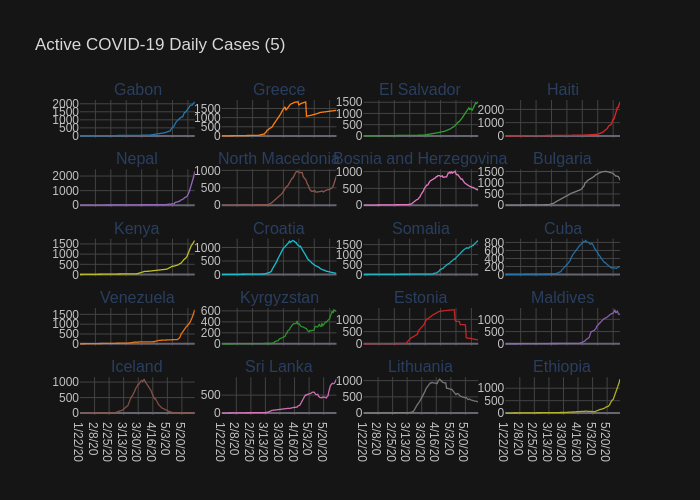 Active COVID-19 Daily Cases (5)
Gabon Greece El Salvador Haiti
2000 1500 1000 500 0
1500 1000 500 0
1500 1000 500 0
2000 1000 0
Nepal North Macedonia Bosnia and Herzegovina Bulgaria
2000 1000 0
1000 500 0
1000 500 0
1500 1000 500 0
Kenya Croatia Somalia Cuba
1500 1000 500 0
1000 500 0
1500 1000 500 0
800 600 400 200 0
Venezuela Kyrgyzstan Estonia Maldives
1500 1000 500 0
600 400 200 0
1000 500 0
1000 500 0
Iceland Sri Lanka Lithuania Ethiopia
1000 500 0
500 0
1000 500 0
1000 500 0
1/22/20 2/8/20 2/25/20 3/13/20 3/30/20 4/16/20 5/3/20 5/20/20
1/22/20 2/8/20 2/25/20 3/13/20 3/30/20 4/16/20 5/3/20 5/20/20
1/22/20 2/8/20 2/25/20 3/13/20 3/30/20 4/16/20 5/3/20 5/20/20
1/22/20 2/8/20 2/25/20 3/13/20 3/30/20 4/16/20 5/3/20 5/20/20